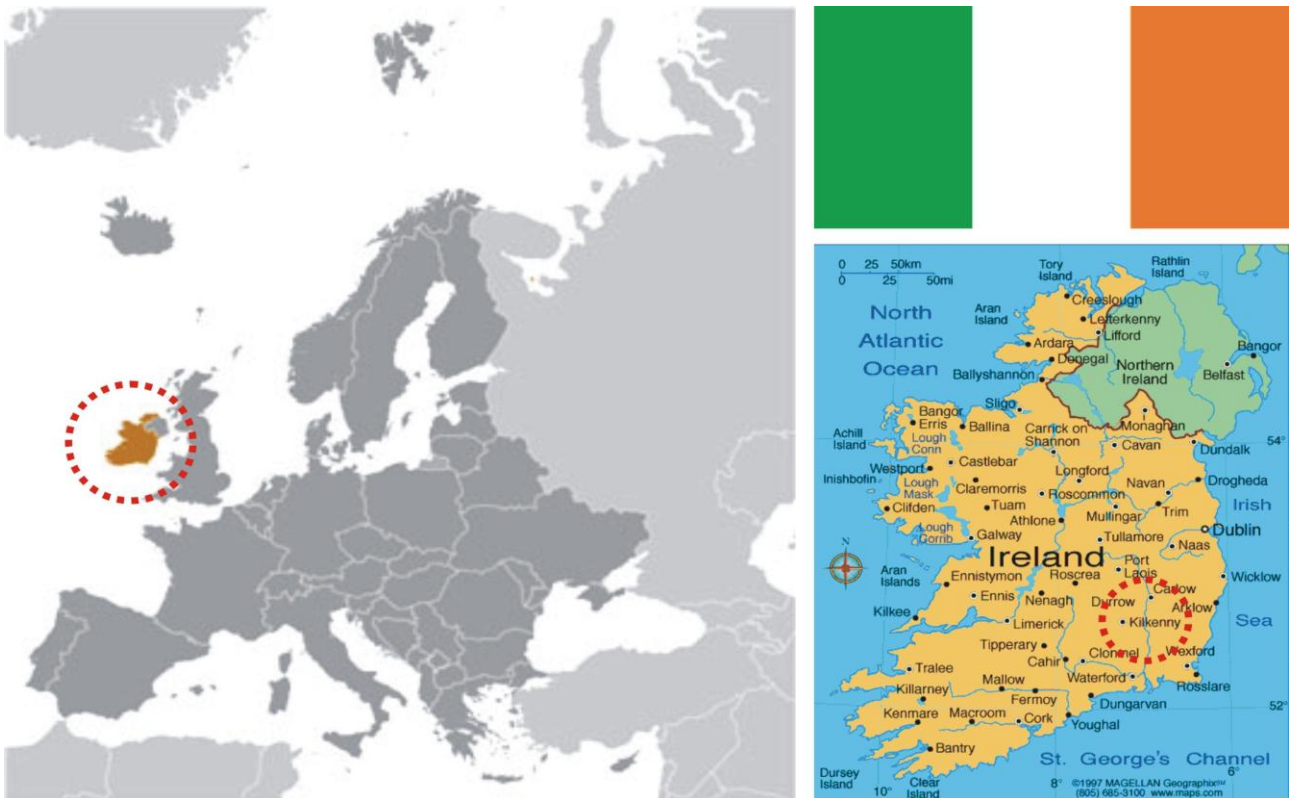 0 25 50km
0 25 50mi
Tory
Island
Rathlin
Island
North
Atlantic
Ocean
Aran
Island
Creeslough
Lefterkenny
Lifford
Ardara
Donegal
Northern
Ireland
Bangor
Belfast
Ballyshannon
Sligo
Bangor
Erris
Ballina
Carrick on
Shannon
Monaghan
54°
Achill
Island
Lough
Conn
Cavan
Dundalk
Westport
Castlebar
Longford
Inishbofin
Lough
Mask
Claremorris
Roscommon
Navan
Drogheda
Irish
Clifden
Tuam
Mullingar
Trim
Lough
Corrib
Athlone
Dublin
Galway
Tullamore
Naas
Ireland
N
Port
Laois
Aran
Islands
Ennistymon
Roscrea
Wicklow
Ennis
Nenagh
Durrow
Carlow
Arklow
Kilkee
Limerick
Kilkenny
Sea
Tipperary
Clonmel
Wexford
Tralee
Cahir
Waterford
Rosslare
Killarney
Mallow
Fermoy
Dungarvan
52°
Kenmare
Macroom
Cork
Youghal
Bantry
St. George's Channel
Dursey
Island
10°
Clear
Island
8°
6°
©1997 MAGELLAN Geographix℠
(805) 685-3100 www.maps.com